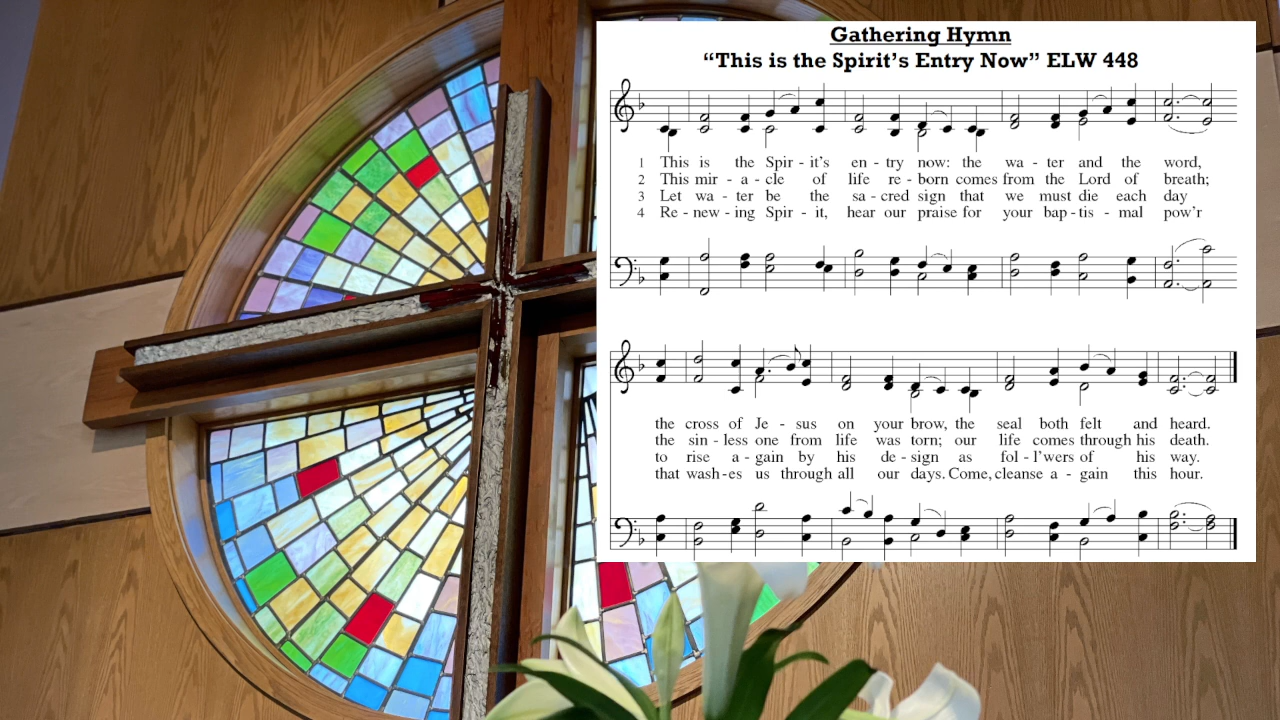 Gathering Hymn
“This is the Spirit’s Entry Now” ELW 448
1 This is the Spir - it’s en - try now: the wa - ter and the word,
2 This mir - a - cle of life re - born comes from the Lord of breath;
3 Let wa - ter be the sa - cred sign that we must die each day
4 Re - new - ing Spir - it, hear our praise for your bap - tis - mal pow’r
the cross of Je - sus on your brow, the seal both felt and heard.
the sin - less one from life was torn; our life comes through his death.
to rise a - gain by his de - sign as fol - l’wers of his way.
that wash - es us through all our days. Come, cleanse a - gain this hour.